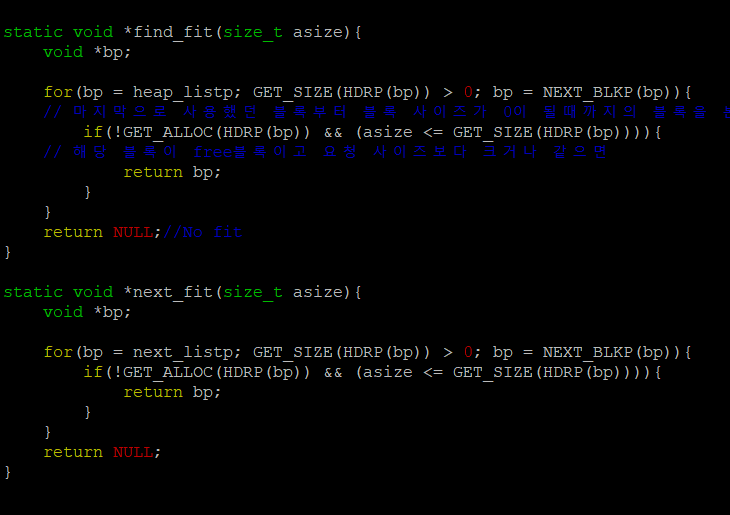 static void *find_fit(size_t asize){
    void *bp;
    for(bp = heap_listp; GET_SIZE(HDRP(bp)) > 0; bp = NEXT_BLKP(bp)){
    // 마지막으로 사용했던 블록부터 블록 사이즈가 0이 될때까지의 블록을
        if(!GET_ALLOC(HDRP(bp)) && (asize <= GET_SIZE(HDRP(bp)))){
    // 해당 블록이 free블록이고 요청 사이즈보다 크거나 같으면
            return bp;
        }
    }
    return NULL;//No fit
}
static void *next_fit(size_t asize){
    void *bp;
    for(bp = next_listp; GET_SIZE(HDRP(bp)) > 0; bp = NEXT_BLKP(bp)){
        if(!GET_ALLOC(HDRP(bp)) && (asize <= GET_SIZE(HDRP(bp)))){
            return bp;
        }
    }
    return NULL;
}